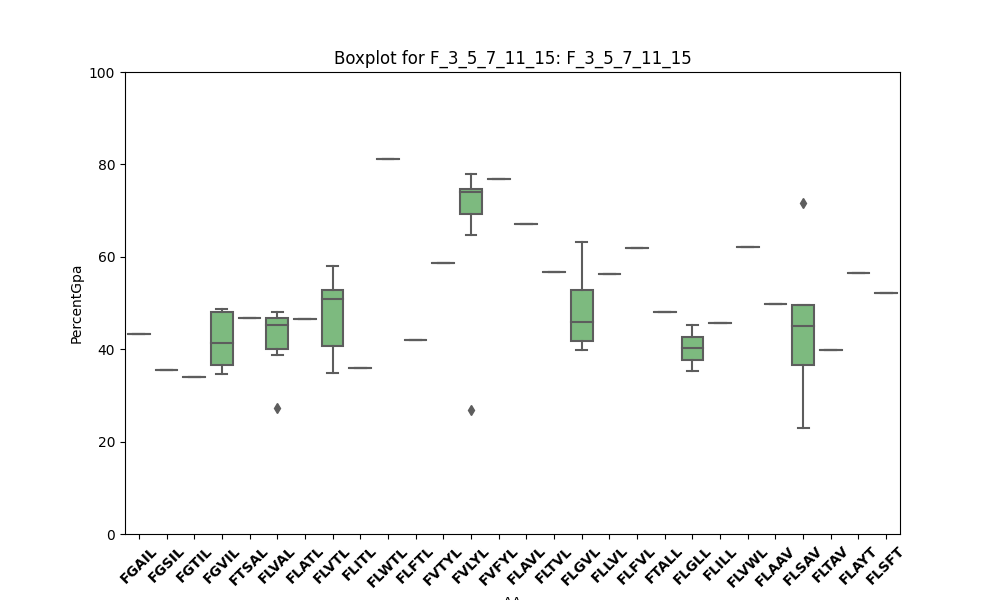 Boxplot for F_3_5_7_11_15: F_3_5_7_11_15
100
80
60
40
20
0
PercentGpa
FGAIL FGSIL FGTIL FGVIL FTSAL FLVAL FLATL FLVTL FLITL FLWTL FLFTL FVTYL FVLYL FVFYL FLAVL FLTVL FLGVL FLLVL FLFVL FTALL FLGLL FLILL FLVWL FLAAV FLSAV FLTAV FLAYT FLSFT
AA